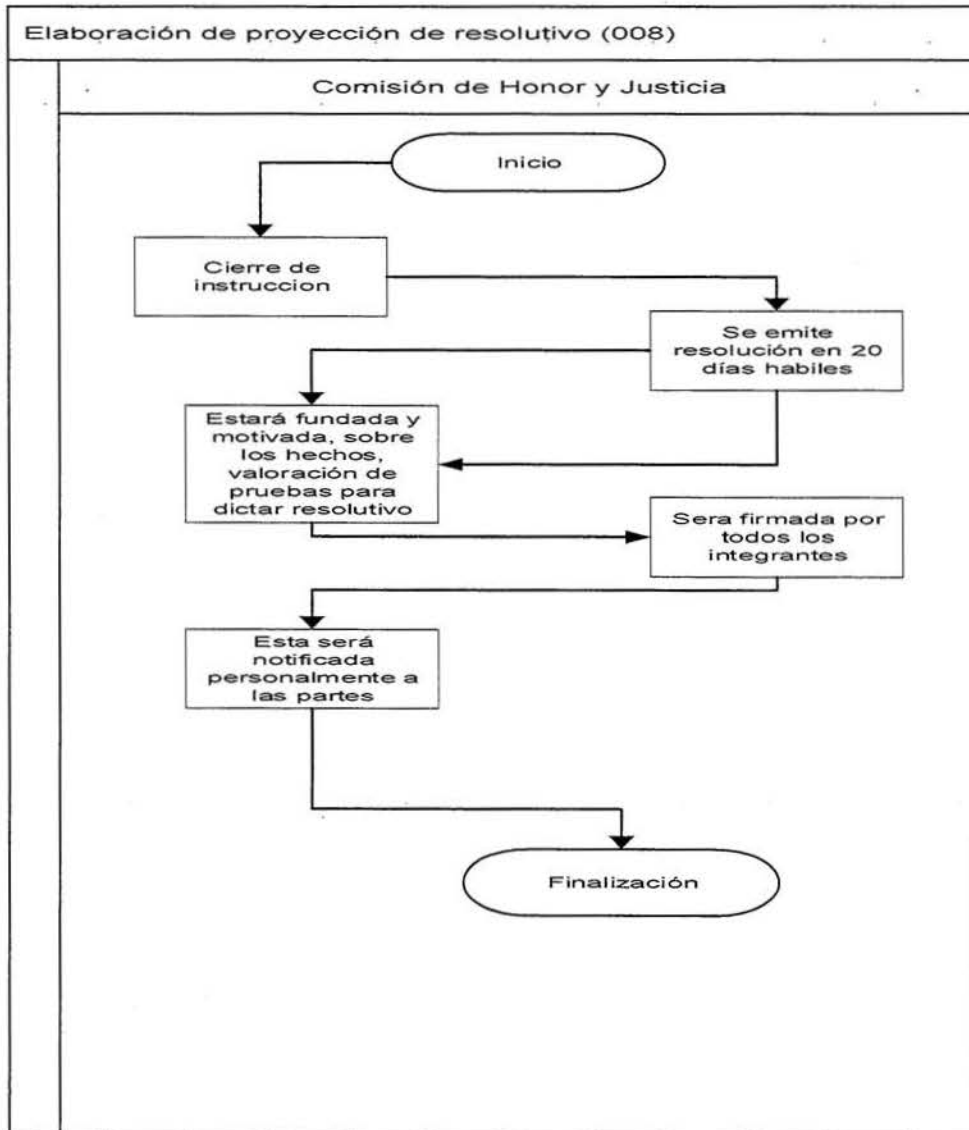 Elaboración de proyección de resolutivo (008)
Comisión de Honor y Justicia
Inicio
Cierre de
instruccion
Se emite
resolución en 20
días habiles
Estará fundada y
motivada, sobre
los hechos,
valoración de
pruebas para
dictar resolutivo
Sera firmada por
todos los
integrantes
Esta será
notificada
personalmente a
las partes
Finalización